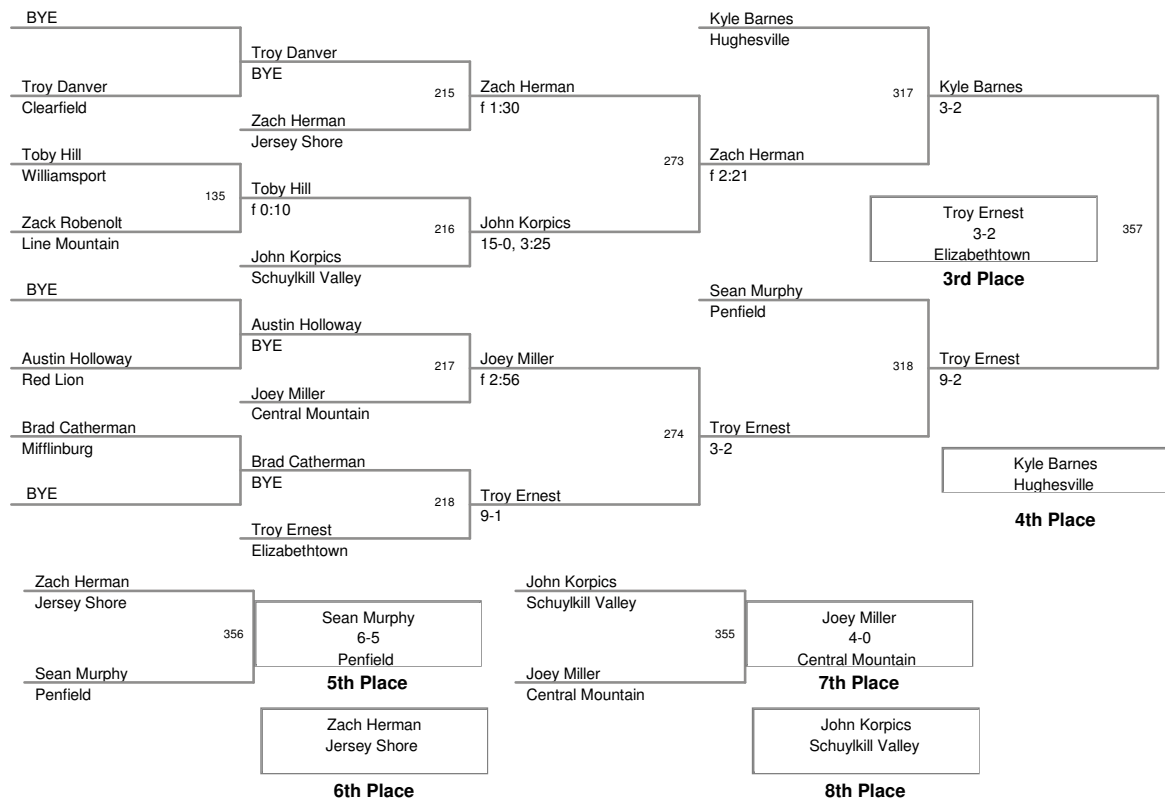 BYE
Troy Danver
Clearfield
Toby Hill
Williamsport
135
Zack Robenolt
Line Mountain
BYE
Austin Holloway
Red Lion
Brad Catherman
Mifflinburg
BYE
Troy Danver
BYE
215
Zach Herman
Jersey Shore
Toby Hill
f 0:10
216
John Korpics
Schuylkill Valley
Austin Holloway
BYE
217
Joey Miller
Central Mountain
Brad Catherman
BYE
218
Troy Ernest
Elizabethtown
Zach Herman
f 1:30
273
John Korpics
15-0, 3:25
Joey Miller
f 2:56
274
Troy Ernest
9-1
Kyle Barnes
Hughesville
317
Zach Herman
f 2:21
Sean Murphy
Penfield
318
Troy Ernest
3-2
Kyle Barnes
3-2
357
Troy Ernest
9-2
Troy Ernest
3-2
Elizabethtown
3rd Place
Kyle Barnes
Hughesville
4th Place
Zach Herman
Jersey Shore
356
Sean Murphy
Penfield
Sean Murphy
6-5
Penfield
5th Place
Zach Herman
Jersey Shore
6th Place
John Korpics
Schuylkill Valley
355
Joey Miller
Central Mountain
Joey Miller
4-0
Central Mountain
7th Place
John Korpics
Schuylkill Valley
8th Place